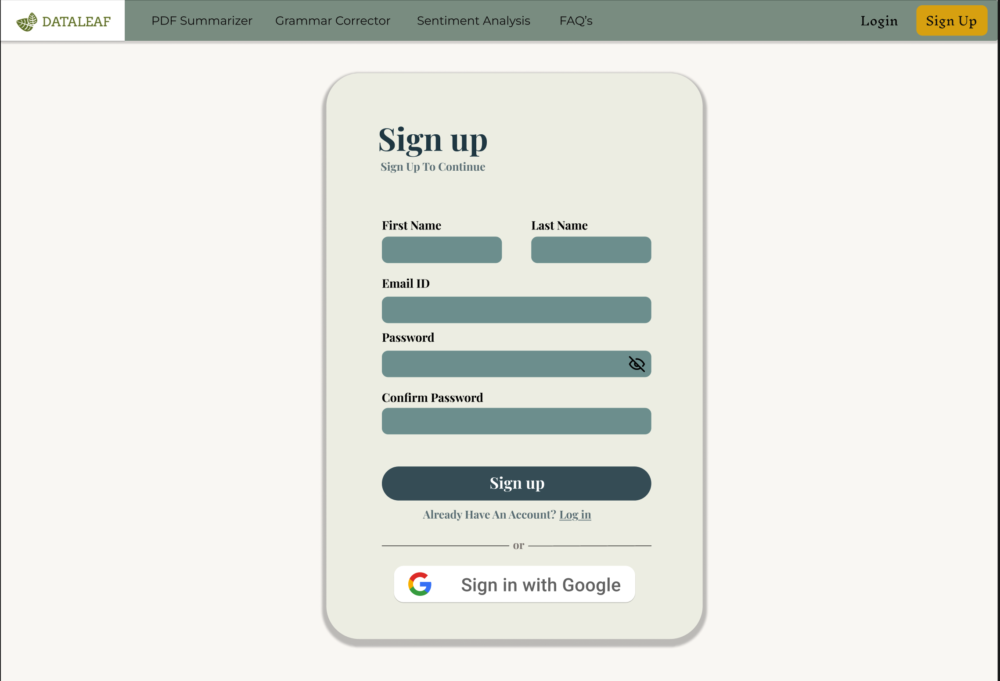 DATALEAF
PDF Summarizer
Grammar Corrector
Sentiment Analysis
FAQ’s
Login
Sign Up
Sign up
Sign Up To Continue
First Name
Last Name
Email ID
Password
Confirm Password
Sign up
Already Have An Account? Log in
or
Sign in with Google